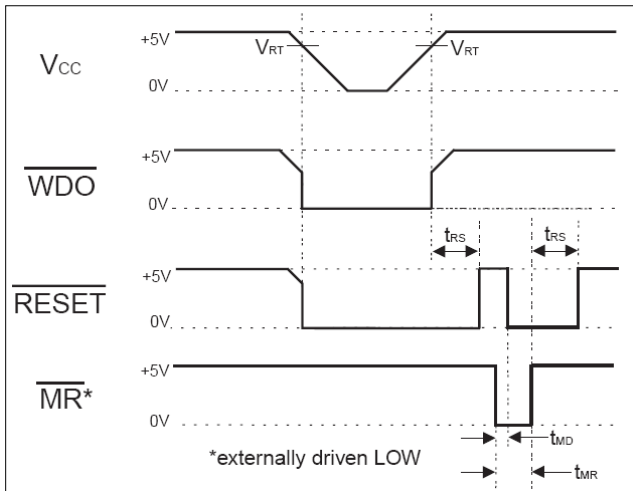 +5V
VRT
VRT
VCC
0V
+5V
WDO
0V
tRS
tRS
+5V
RESET
0V
+5V
MR*
0V
*externally driven LOW
tMD
tMR